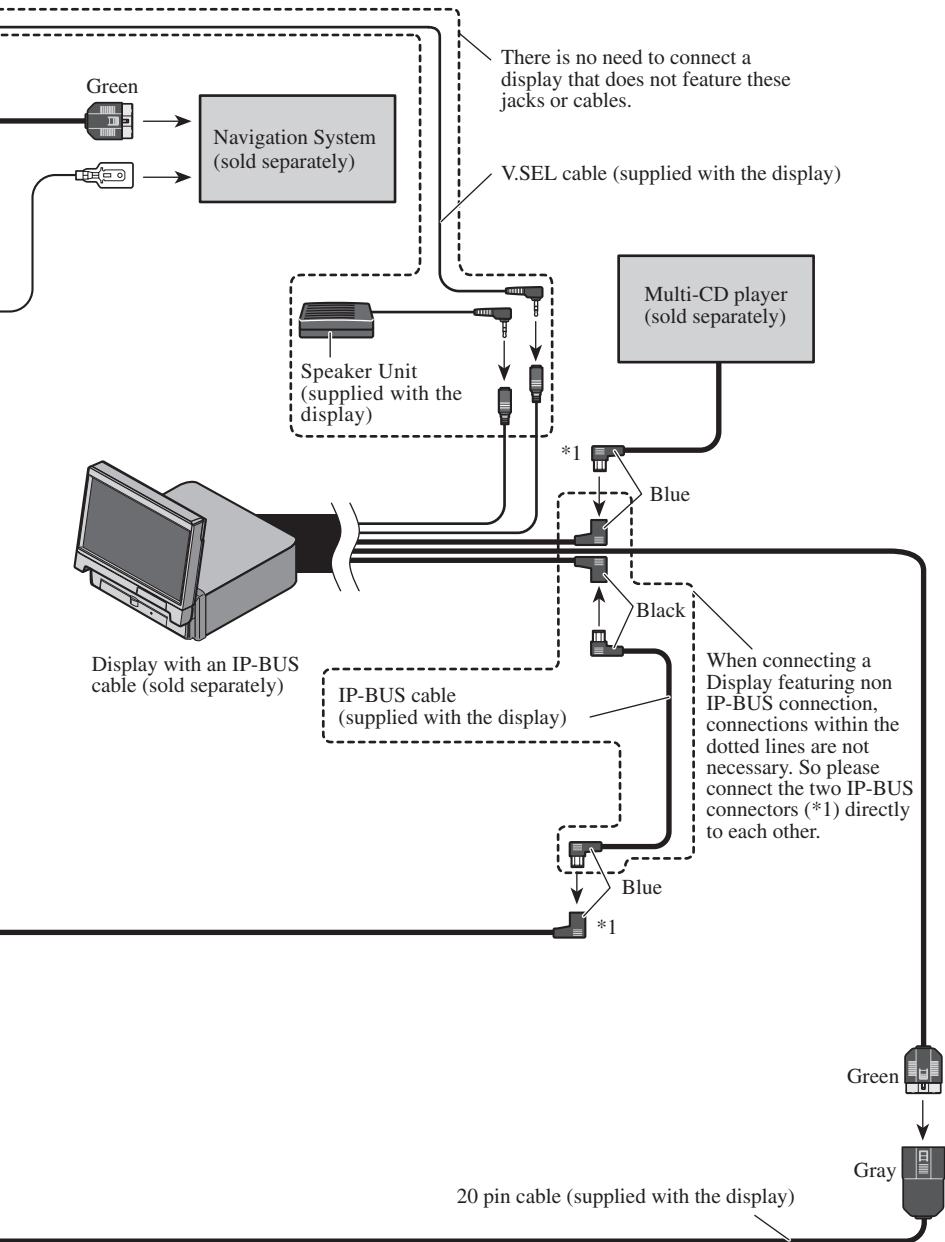 There is no need to connect a
display that does not feature these
jacks or cables.
Green
Navigation System
(sold separately)
V.SEL cable (supplied with the display)
Multi-CD player
(sold separately)
Speaker Unit
(supplied with the
display)
*1
Blue
Black
Display with an IP-BUS
cable (sold separately)
IP-BUS cable
(supplied with the display)
When connecting a
Display featuring non
IP-BUS connection,
connections within the
dotted lines are not
necessary. So please
connect the two IP-BUS
connectors (*1) directly
to each other.
Blue
*1
Green
Gray
20 pin cable (supplied with the display)